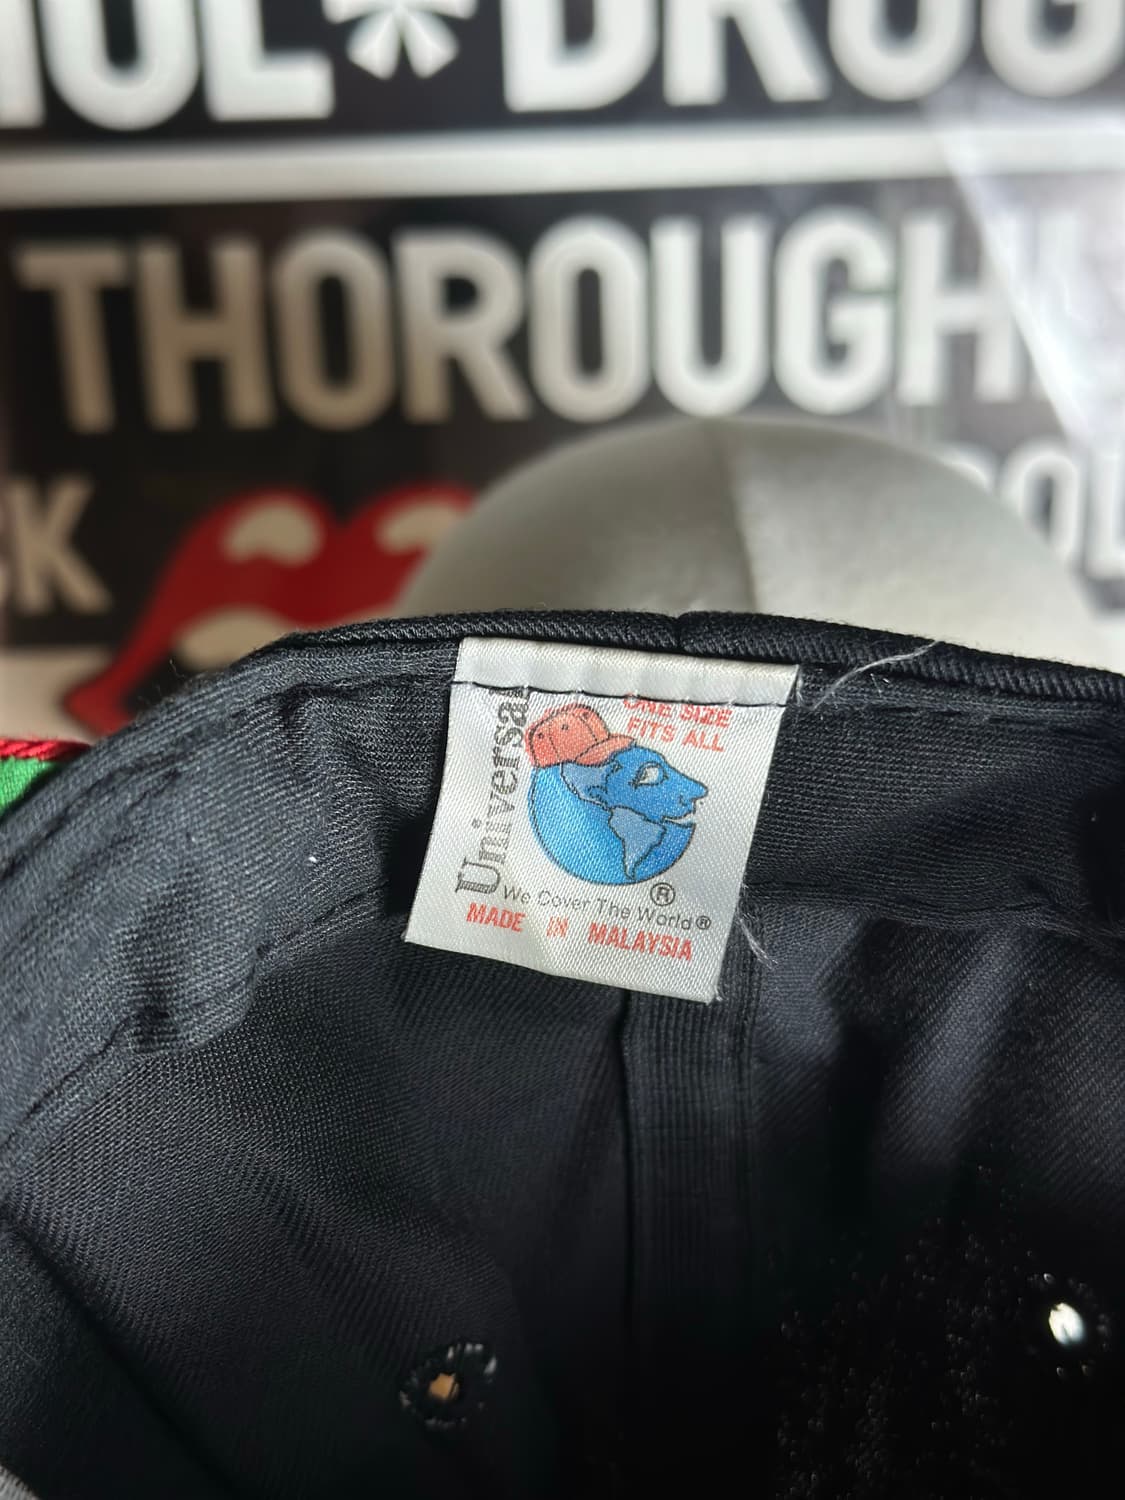 THOROUGH
ONE SIZE
FITS ALL
Universal
®
We Cover The World®
MADE IN MALAYSIA